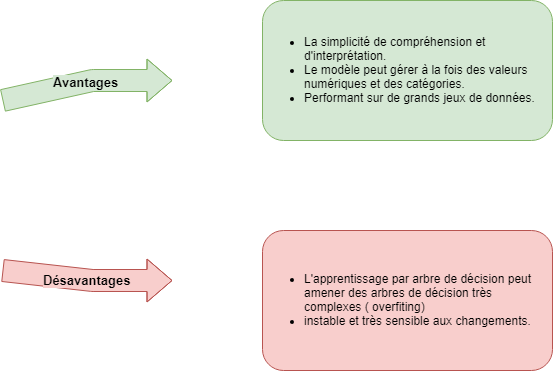 Avantages
• La simplicité de compréhension et
d'interprétation.
• Le modèle peut gérer à la fois des valeurs
numériques et des catégories.
• Performant sur de grands jeux de données.
Désavantages
• L'apprentissage par arbre de décision peut
amener des arbres de décision très
complexes ( overfiting)
• instable et très sensible aux changements.